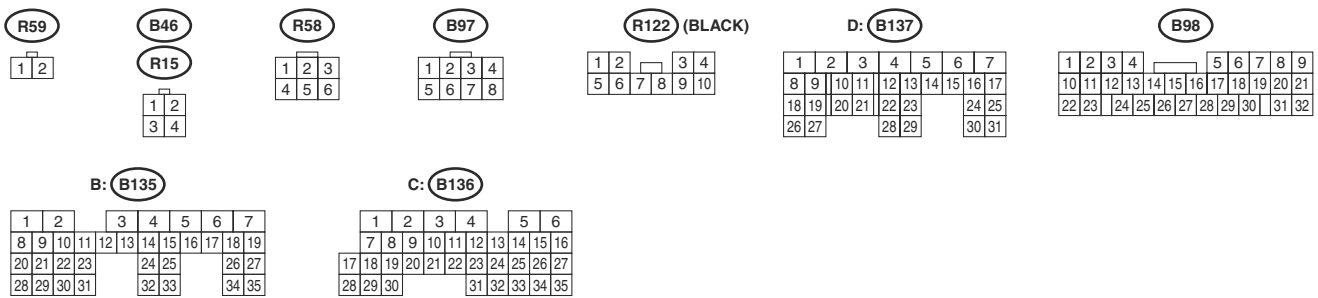 R59
1 2
B46
R15
1 2
3 4
R58
1 2 3
4 5 6
B97
1 2 3 4
5 6 7 8
R122 (BLACK)
1 2 3 4
5 6 7 8 9 10
D: B137
1 2 3 4 5 6 7
8 9 10 11 12 13 14 15 16 17
18 19 20 21 22 23 24 25
26 27 28 29 30 31
B98
1 2 3 4 5 6 7 8 9
10 11 12 13 14 15 16 17 18 19 20 21
22 23 24 25 26 27 28 29 30 31 32
B: B135
1 2 3 4 5 6 7
8 9 10 11 12 13 14 15 16 17 18 19
20 21 22 23 24 25 26 27
28 29 30 31 32 33 34 35
C: B136
1 2 3 4 5 6
7 8 9 10 11 12 13 14 15 16
17 18 19 20 21 22 23 24 25 26 27
28 29 30 31 32 33 34 35